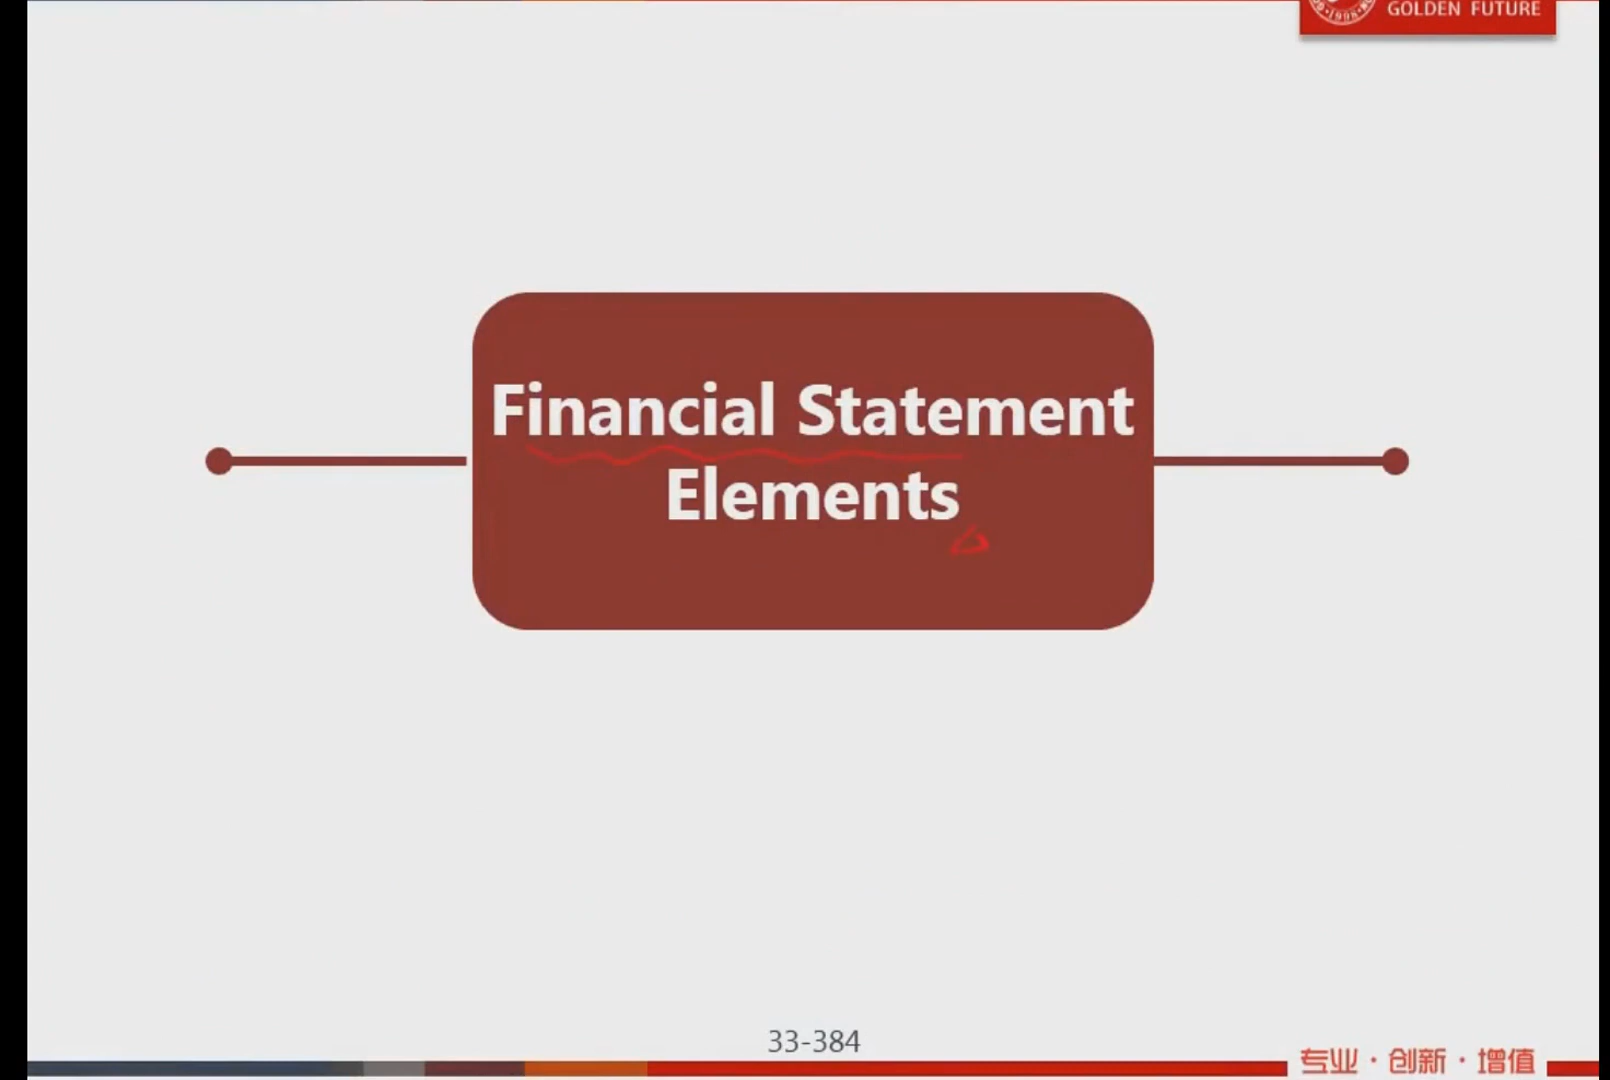 GOLDEN FUTURE
Financial Statement
Elements
33-384
专业·创新·增值